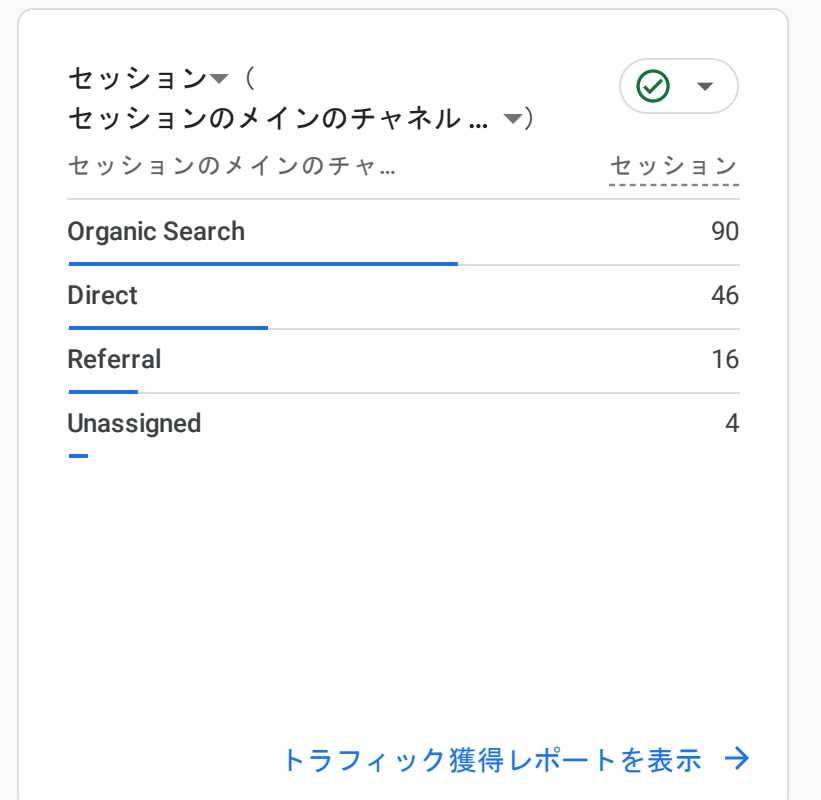 セッション（
セッションのメインのチャネル ... ）
セッションのメインのチャ... セッション
Organic Search 90
Direct 46
Referral 16
Unassigned 4
トラフィック獲得レポートを表示